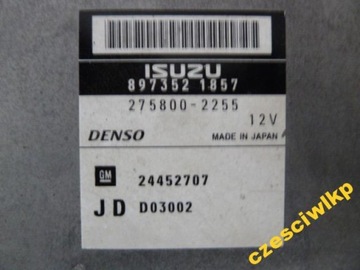 ISUZU
897352 1857
275800-2255
12V
DENSO
MADE IN JAPAN
GM
24452707
JD D03002
czesciwlkp